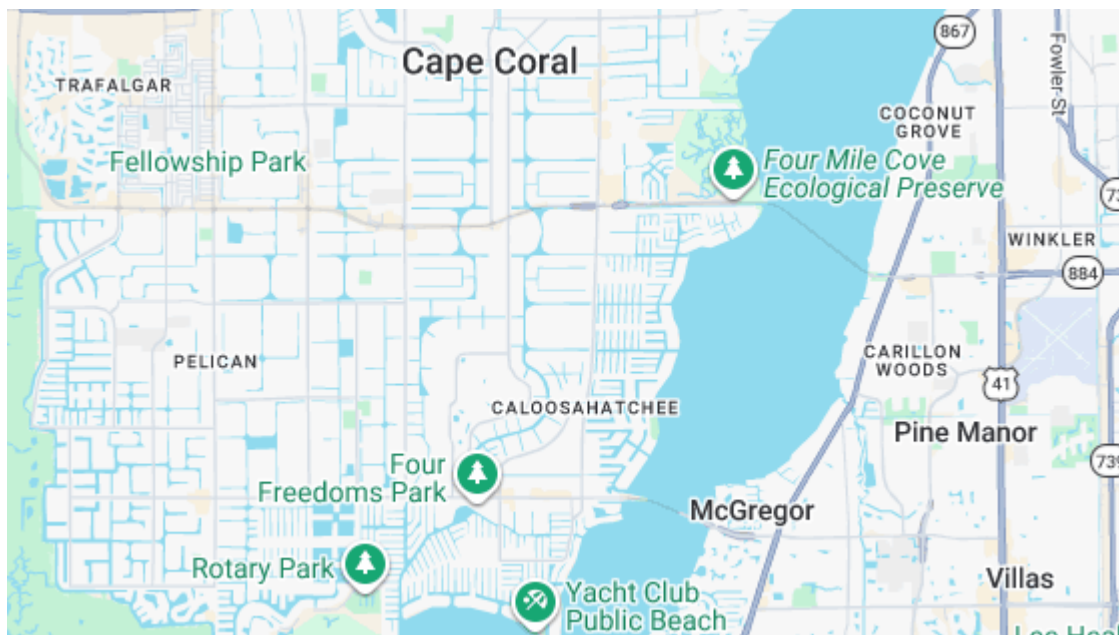 867
Cape Coral
Fowler St
TRAFALGAR
COCONUT
GROVE
Fellowship Park
Four Mile Cove
Ecological Preserve
WINKLER
884
PELICAN
CARILLON
WOODS
41
CALOOSAHATCHEE
Pine Manor
Four
Freedoms Park
739
McGregor
Rotary Park
Villas
Yacht Club
Public Beach